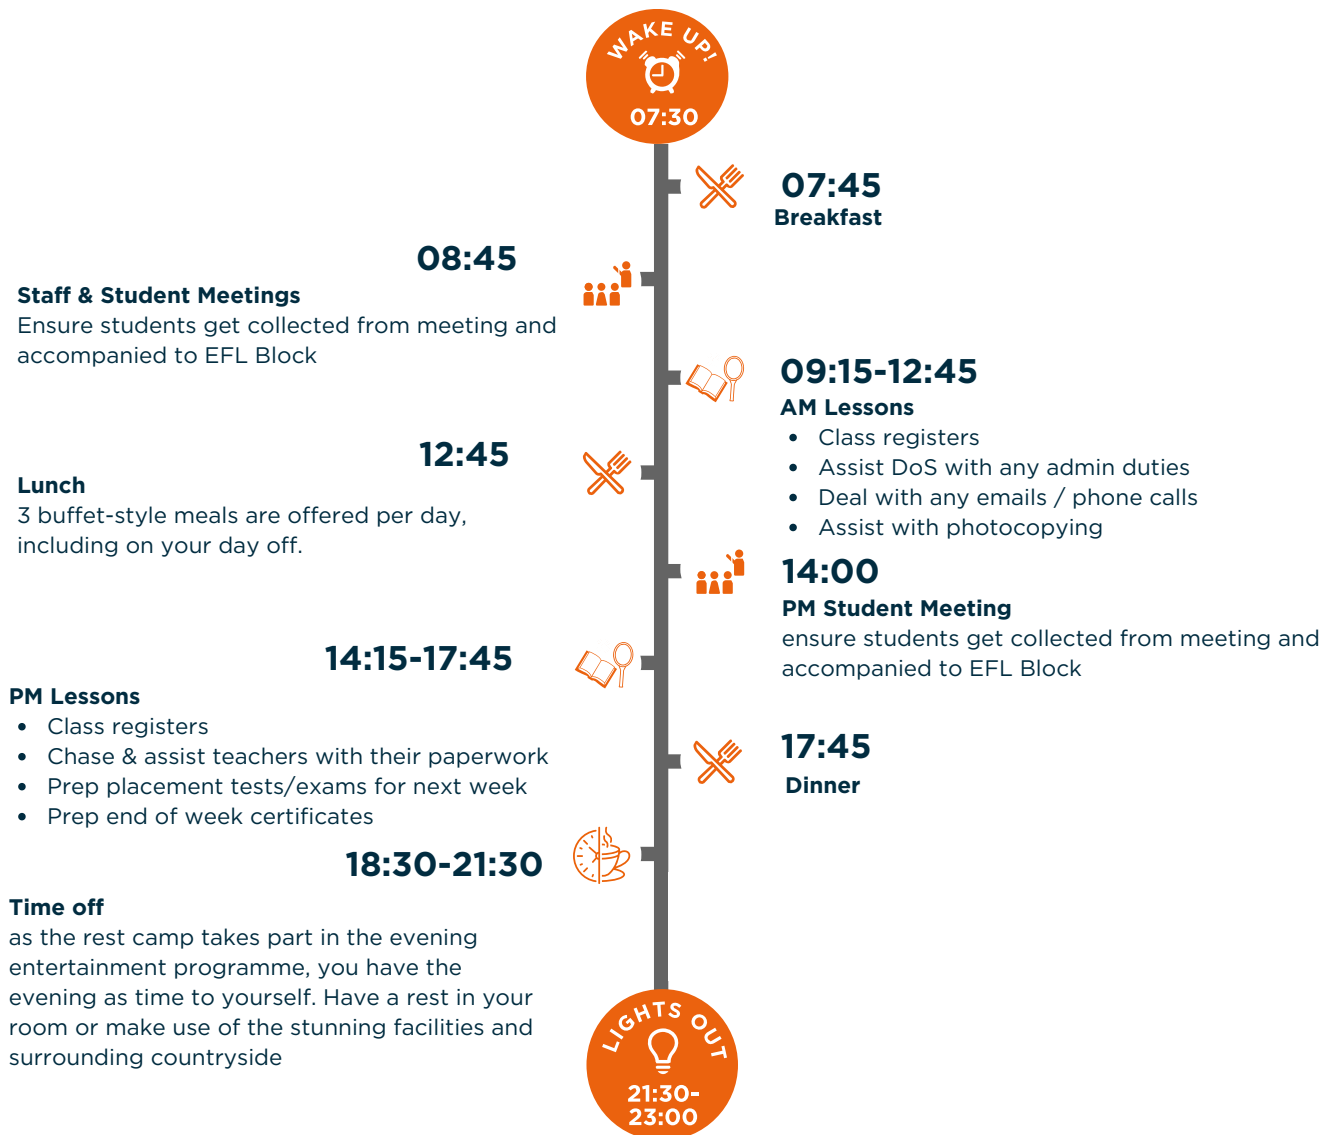 WAKE UP!
07:30
07:45
Breakfast
08:45
Staff & Student Meetings
Ensure students get collected from meeting and
accompanied to EFL Block
09:15-12:45
AM Lessons
• Class registers
• Assist DoS with any admin duties
• Deal with any emails / phone calls
• Assist with photocopying
12:45
Lunch
3 buffet-style meals are offered per day,
including on your day off.
14:00
PM Student Meeting
ensure students get collected from meeting and
accompanied to EFL Block
14:15-17:45
PM Lessons
• Class registers
• Chase & assist teachers with their paperwork
• Prep placement tests/exams for next week
• Prep end of week certificates
17:45
Dinner
18:30-21:30
Time off
as the rest camp takes part in the evening
entertainment programme, you have the
evening as time to yourself. Have a rest in your
room or make use of the stunning facilities and
surrounding countryside
LIGHTS OUT
21:30-
23:00